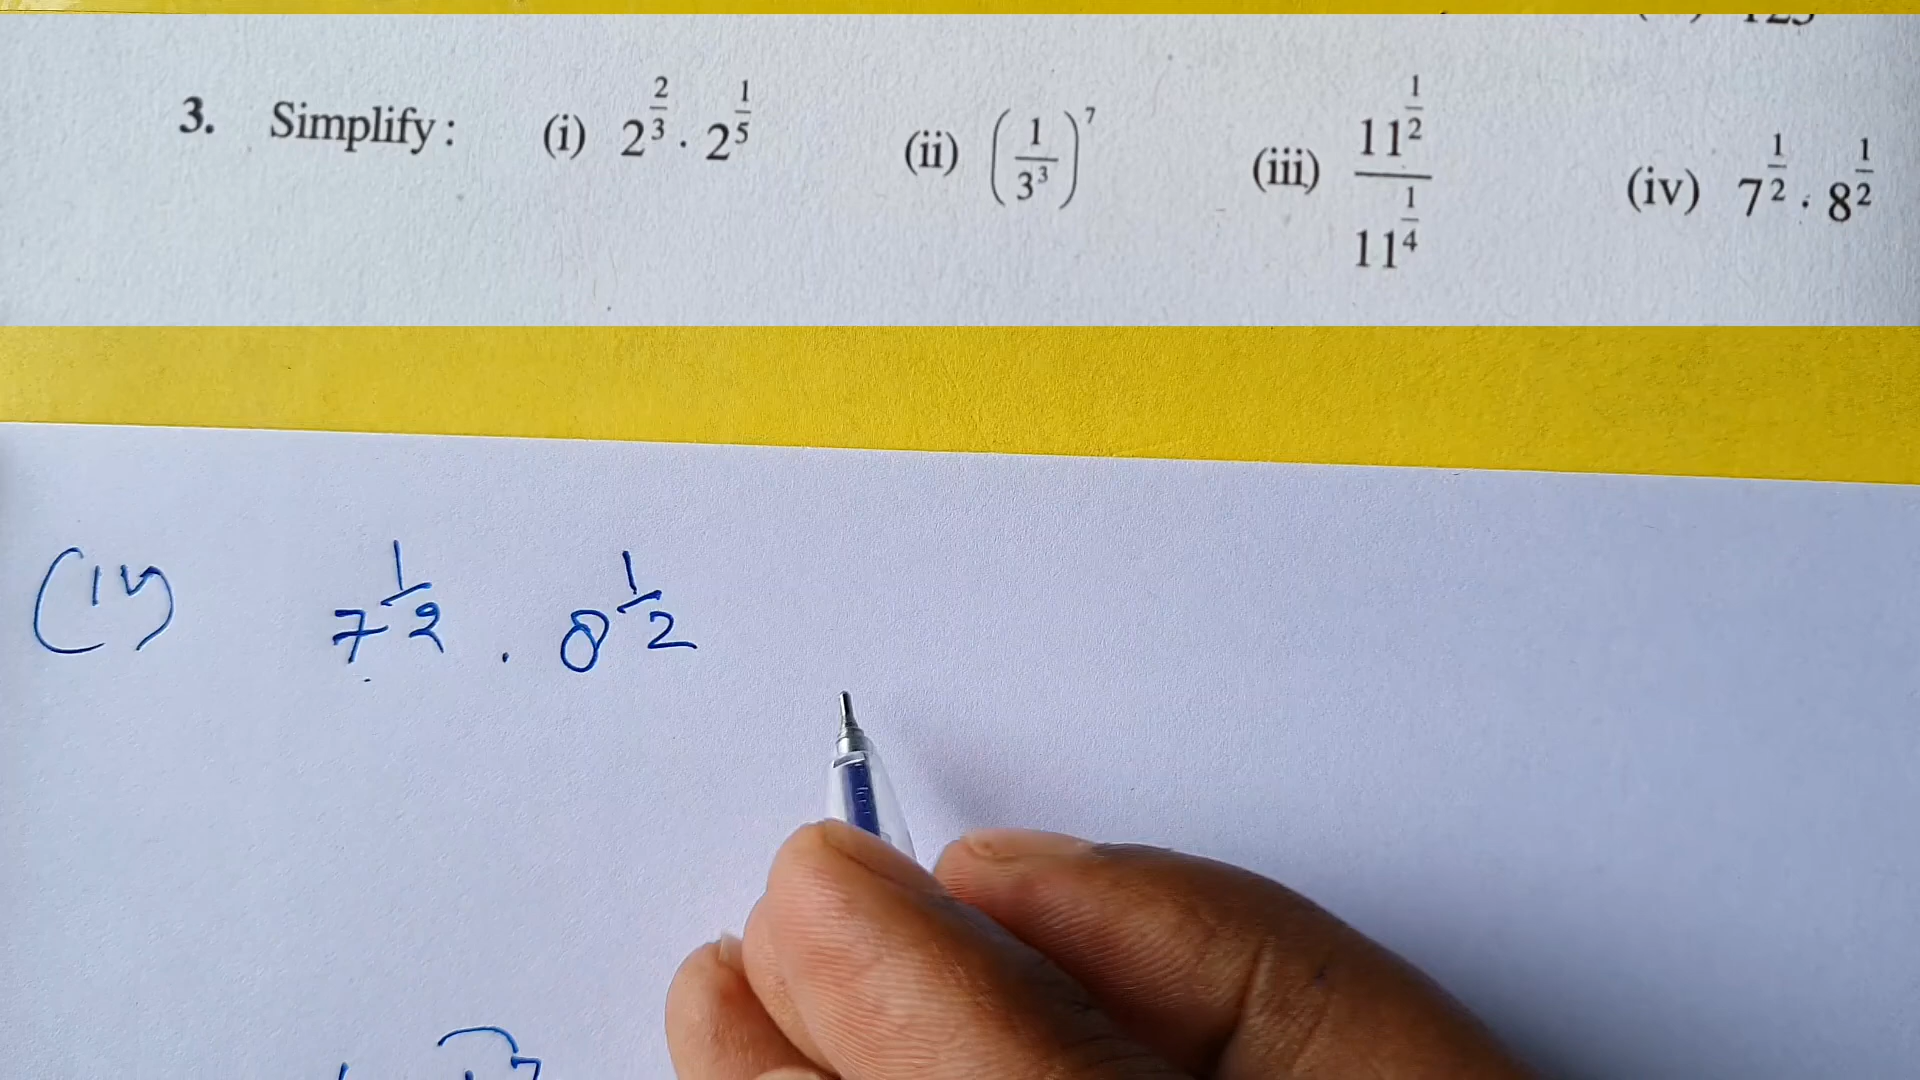 3. Simplify : (i) 2^{2/3} · 2^{1/5} (ii) (1/3^3)^7 (iii) 11^{1/2} / 11^{1/4} (iv) 7^{1/2} · 8^{1/2}
(iv) 7^{1/2} · 8^{1/2}